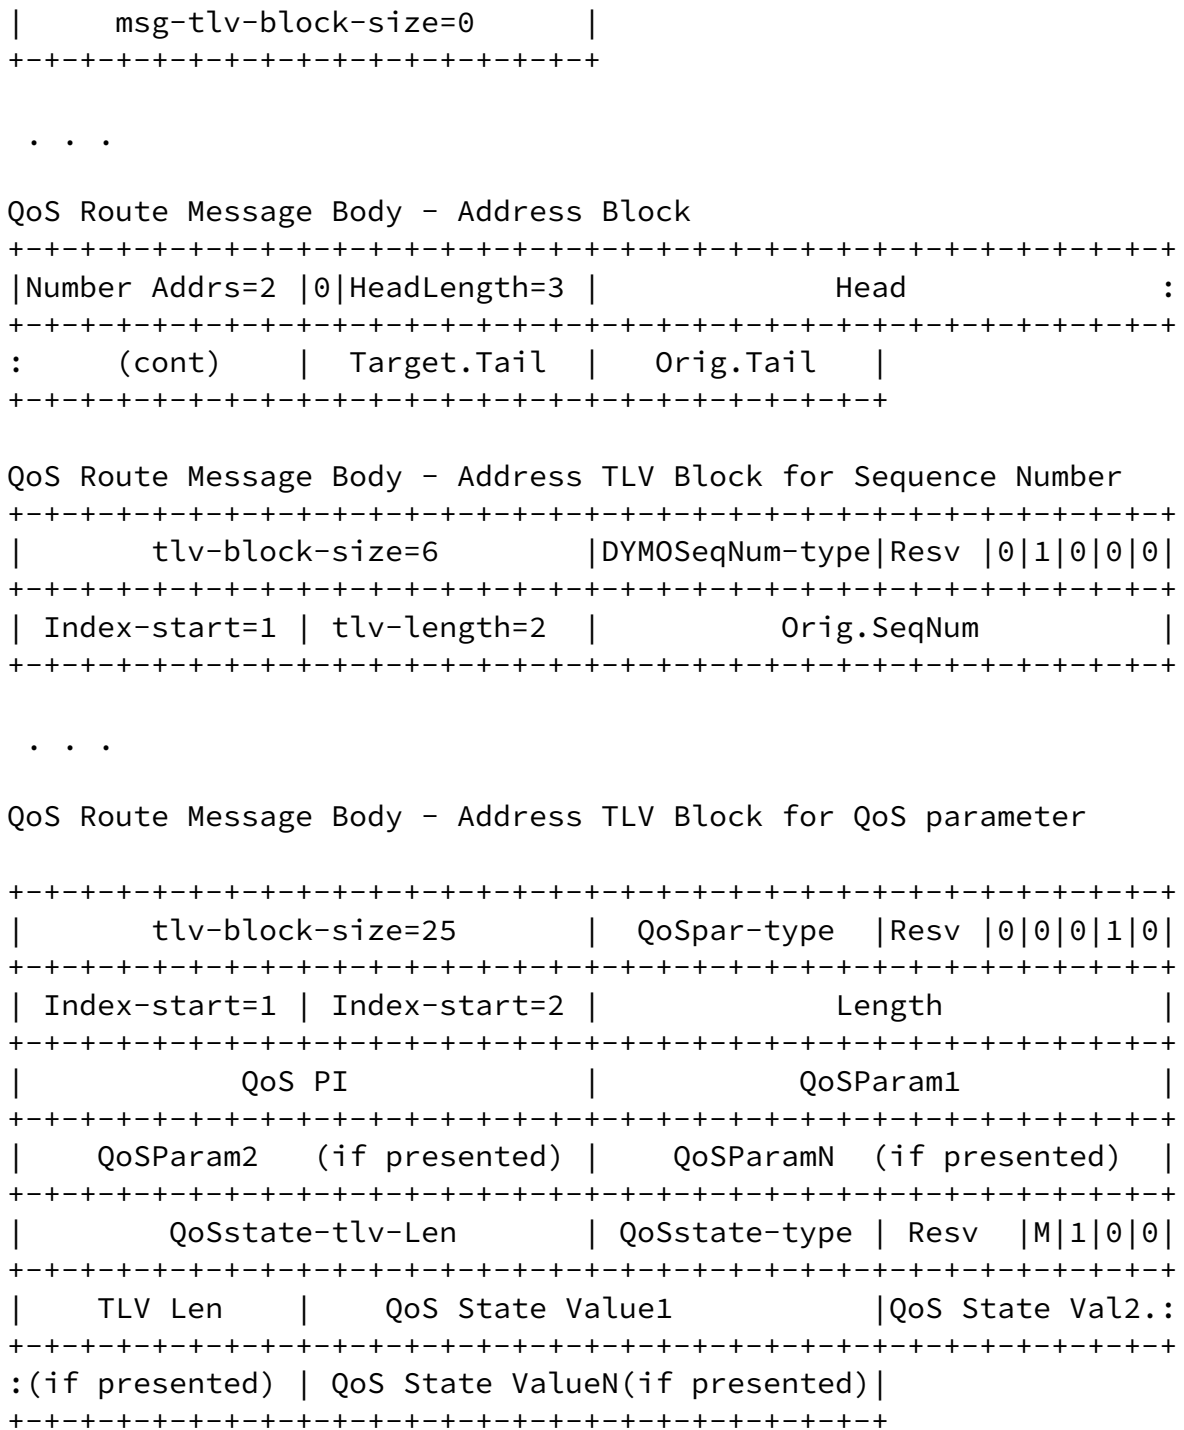 |     msg-tlv-block-size=0      |
+-+-+-+-+-+-+-+-+-+-+-+-+-+-+-+-+
 . . .
QoS Route Message Body - Address Block
+-+-+-+-+-+-+-+-+-+-+-+-+-+-+-+-+-+-+-+-+-+-+-+-+-+-+-+-+-+-+-+-+
|Number Addrs=2 |0|HeadLength=3 |             Head              :
+-+-+-+-+-+-+-+-+-+-+-+-+-+-+-+-+-+-+-+-+-+-+-+-+-+-+-+-+-+-+-+-+
:     (cont)    |  Target.Tail  |   Orig.Tail   |
+-+-+-+-+-+-+-+-+-+-+-+-+-+-+-+-+-+-+-+-+-+-+-+-+
QoS Route Message Body - Address TLV Block for Sequence Number
+-+-+-+-+-+-+-+-+-+-+-+-+-+-+-+-+-+-+-+-+-+-+-+-+-+-+-+-+-+-+-+-+
|       tlv-block-size=6        |DYMOSeqNum-type|Resv |0|1|0|0|0|
+-+-+-+-+-+-+-+-+-+-+-+-+-+-+-+-+-+-+-+-+-+-+-+-+-+-+-+-+-+-+-+-+
| Index-start=1 | tlv-length=2  |          Orig.SeqNum          |
+-+-+-+-+-+-+-+-+-+-+-+-+-+-+-+-+-+-+-+-+-+-+-+-+-+-+-+-+-+-+-+-+
 . . .
QoS Route Message Body - Address TLV Block for QoS parameter
+-+-+-+-+-+-+-+-+-+-+-+-+-+-+-+-+-+-+-+-+-+-+-+-+-+-+-+-+-+-+-+-+
|       tlv-block-size=25       |  QoSpar-type  |Resv |0|0|0|1|0|
+-+-+-+-+-+-+-+-+-+-+-+-+-+-+-+-+-+-+-+-+-+-+-+-+-+-+-+-+-+-+-+-+
| Index-start=1 | Index-start=2 |             Length            |
+-+-+-+-+-+-+-+-+-+-+-+-+-+-+-+-+-+-+-+-+-+-+-+-+-+-+-+-+-+-+-+-+
|            QoS PI             |           QoSParam1           |
+-+-+-+-+-+-+-+-+-+-+-+-+-+-+-+-+-+-+-+-+-+-+-+-+-+-+-+-+-+-+-+-+
|    QoSParam2   (if presented) |    QoSParamN  (if presented)  |
+-+-+-+-+-+-+-+-+-+-+-+-+-+-+-+-+-+-+-+-+-+-+-+-+-+-+-+-+-+-+-+-+
|        QoSstate-tlv-Len       | QoSstate-type | Resv  |M|1|0|0|
+-+-+-+-+-+-+-+-+-+-+-+-+-+-+-+-+-+-+-+-+-+-+-+-+-+-+-+-+-+-+-+-+
|    TLV Len    |    QoS State Value1           |QoS State Val2.:
+-+-+-+-+-+-+-+-+-+-+-+-+-+-+-+-+-+-+-+-+-+-+-+-+-+-+-+-+-+-+-+-+
:(if presented) | QoS State ValueN(if presented)|
+-+-+-+-+-+-+-+-+-+-+-+-+-+-+-+-+-+-+-+-+-+-+-+-+